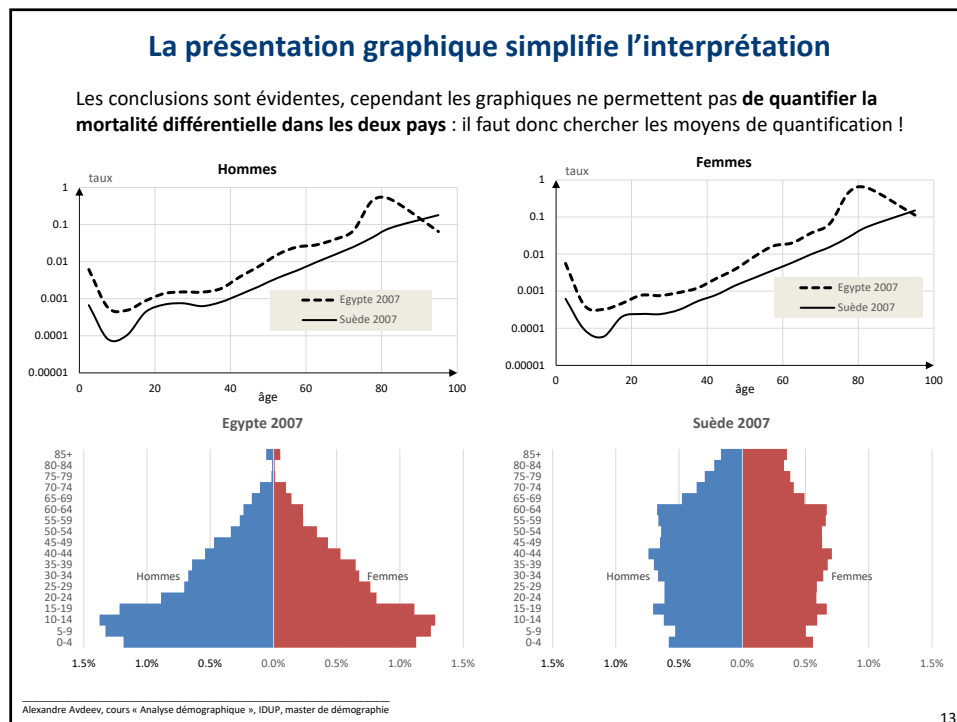 La présentation graphique simplifie l’interprétation
Les conclusions sont évidentes, cependant les graphiques ne permettent pas de quantifier la
mortalité différentielle dans les deux pays : il faut donc chercher les moyens de quantification !
Hommes
taux
1
0.1
0.01
0.001
0.0001
0.00001
Egypte 2007
Suède 2007
0 20 40 60 80 100
âge
Femmes
taux
1
0.1
0.01
0.001
0.0001
0.00001
Egypte 2007
Suède 2007
0 20 40 60 80 100
âge
Egypte 2007
85+
80-84
75-79
70-74
65-69
60-64
55-59
50-54
45-49
40-44
35-39
30-34
25-29
20-24
15-19
10-14
5-9
0-4
Hommes
Femmes
1.5% 1.0% 0.5% 0.0% 0.5% 1.0% 1.5%
Suède 2007
85+
80-84
75-79
70-74
65-69
60-64
55-59
50-54
45-49
40-44
35-39
30-34
25-29
20-24
15-19
10-14
5-9
0-4
Hommes
Femmes
1.5% 1.0% 0.5% 0.0% 0.5% 1.0% 1.5%
Alexandre Avdeev, cours « Analyse démographique », IDUP, master de démographie
13